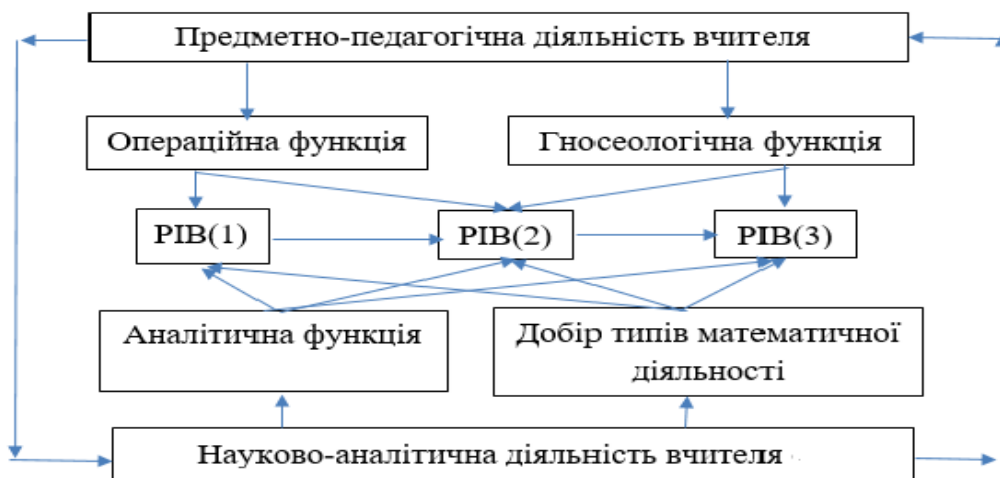 Предметно-педагогічна діяльність вчителя
Операційна функція
Гносеологічна функція
РІВ(1)
РІВ(2)
РІВ(3)
Аналітична функція
Добір типів математичної
діяльності
Науково-аналітична діяльність вчителя